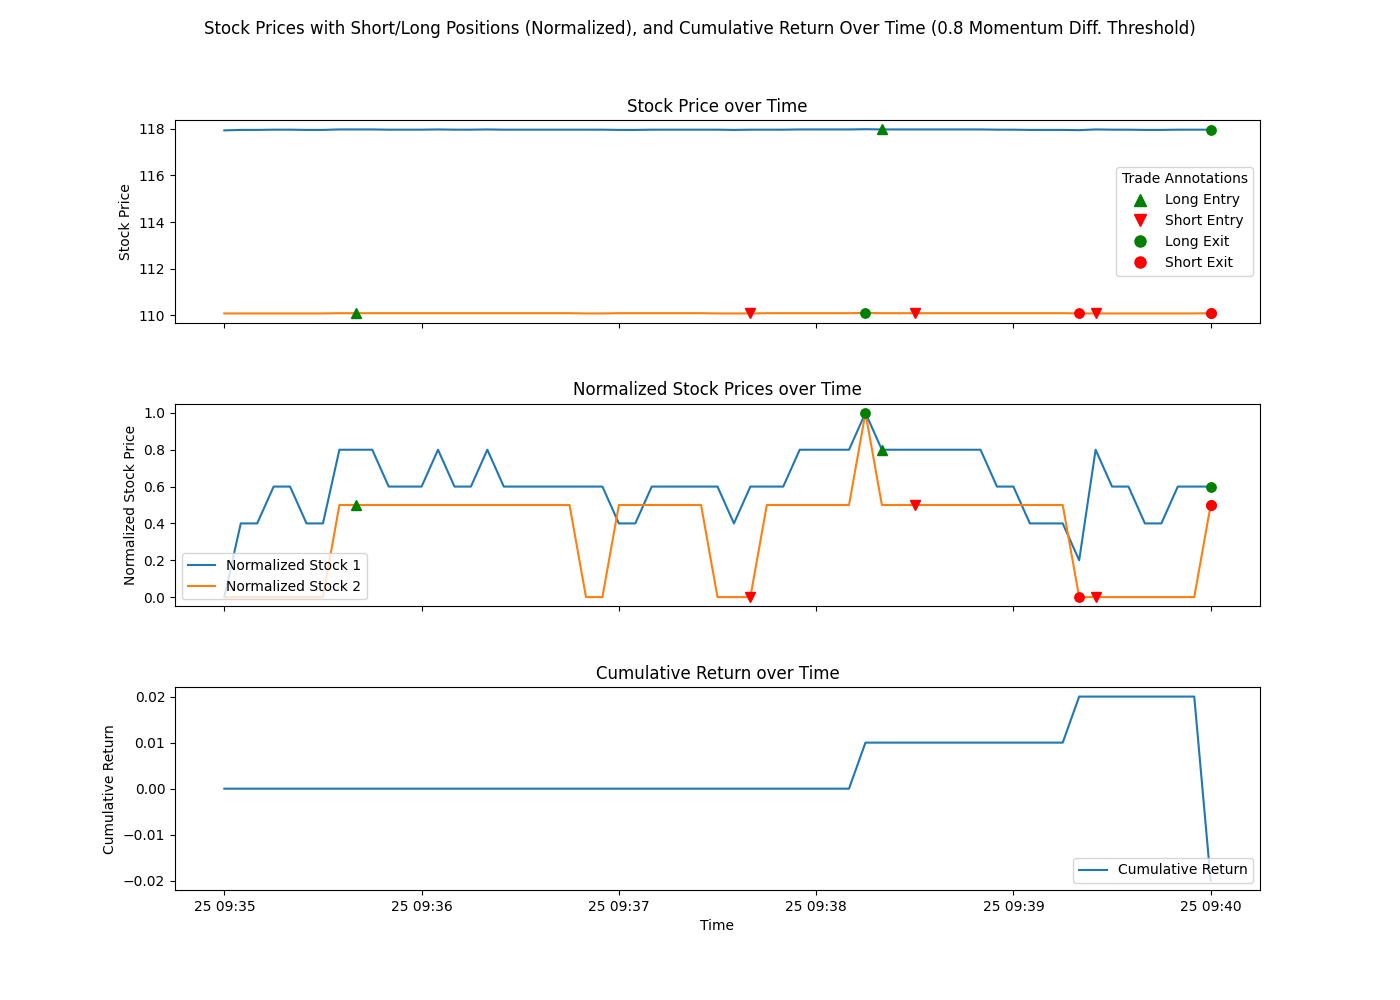 Stock Prices with Short/Long Positions (Normalized), and Cumulative Return Over Time (0.8 Momentum Diff. Threshold)
Stock Price over Time
Stock Price
118
116
114
112
110
Trade Annotations
Long Entry
Short Entry
Long Exit
Short Exit
Normalized Stock Prices over Time
Normalized Stock Price
1.0
0.8
0.6
0.4
0.2
0.0
Normalized Stock 1
Normalized Stock 2
Cumulative Return over Time
Cumulative Return
0.02
0.01
0.00
−0.01
−0.02
Cumulative Return
25 09:35
25 09:36
25 09:37
25 09:38
25 09:39
25 09:40
Time